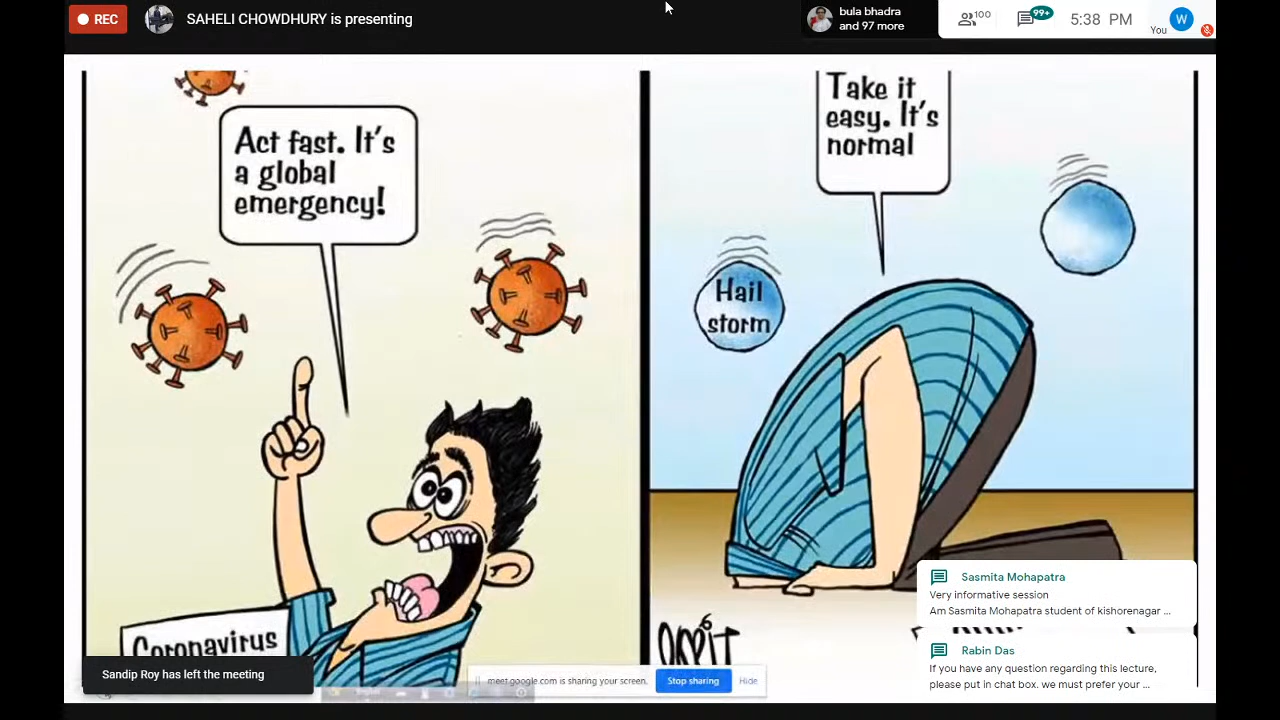 REC
SAHELI CHOWDHURY is presenting
bula bhadra
and 97 more
100
99+
5:38 PM
You
W
Act fast. It's
a global
emergency!
Take it
easy. It's
normal
Hail
storm
Coronavirus
Sandip Roy has left the meeting
meet.google.com is sharing your screen.
Stop sharing
Hide
Sasmita Mohapatra
Very informative session
Am Sasmita Mohapatra student of kishorenagar ...
Rabin Das
If you have any question regarding this lecture,
please put in chat box. we must prefer your ...